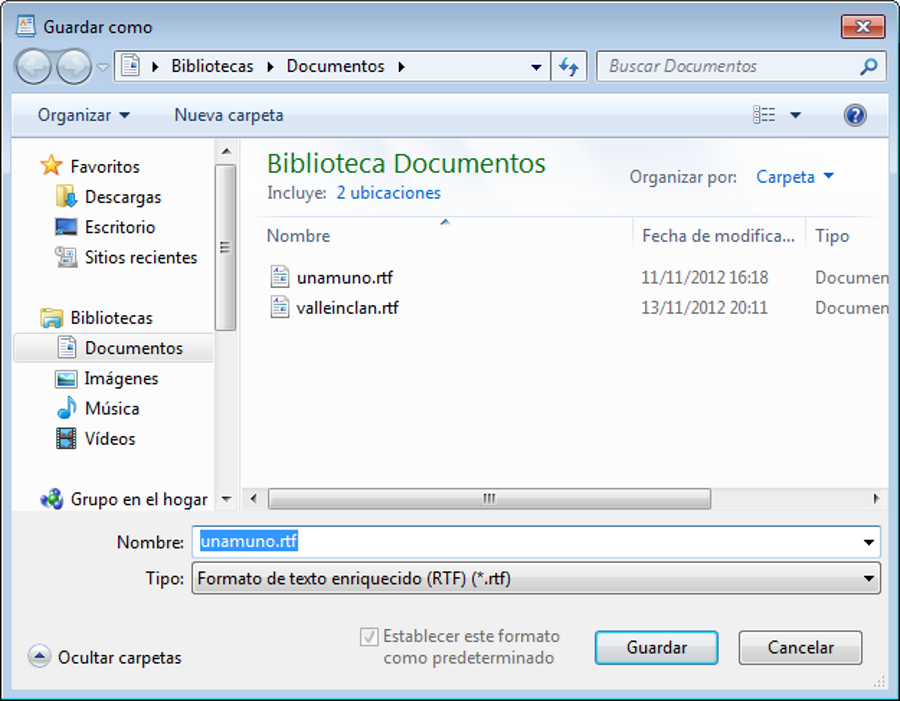 Guardar como
Bibliotecas Documentos
Buscar Documentos
Organizar
Nueva carpeta
Favoritos
Descargas
Escritorio
Sitios recientes
Bibliotecas
Documentos
Imágenes
Música
Vídeos
Grupo en el hogar
Biblioteca Documentos
Incluye: 2 ubicaciones
Organizar por: Carpeta
Nombre Fecha de modifica... Tipo
unamuno.rtf 11/11/2012 16:18 Documen
valleinclan.rtf 13/11/2012 20:11 Documen
Nombre: unamuno.rtf
Tipo: Formato de texto enriquecido (RTF) (*.rtf)
Ocultar carpetas
Establecer este formato
como predeterminado
Guardar
Cancelar